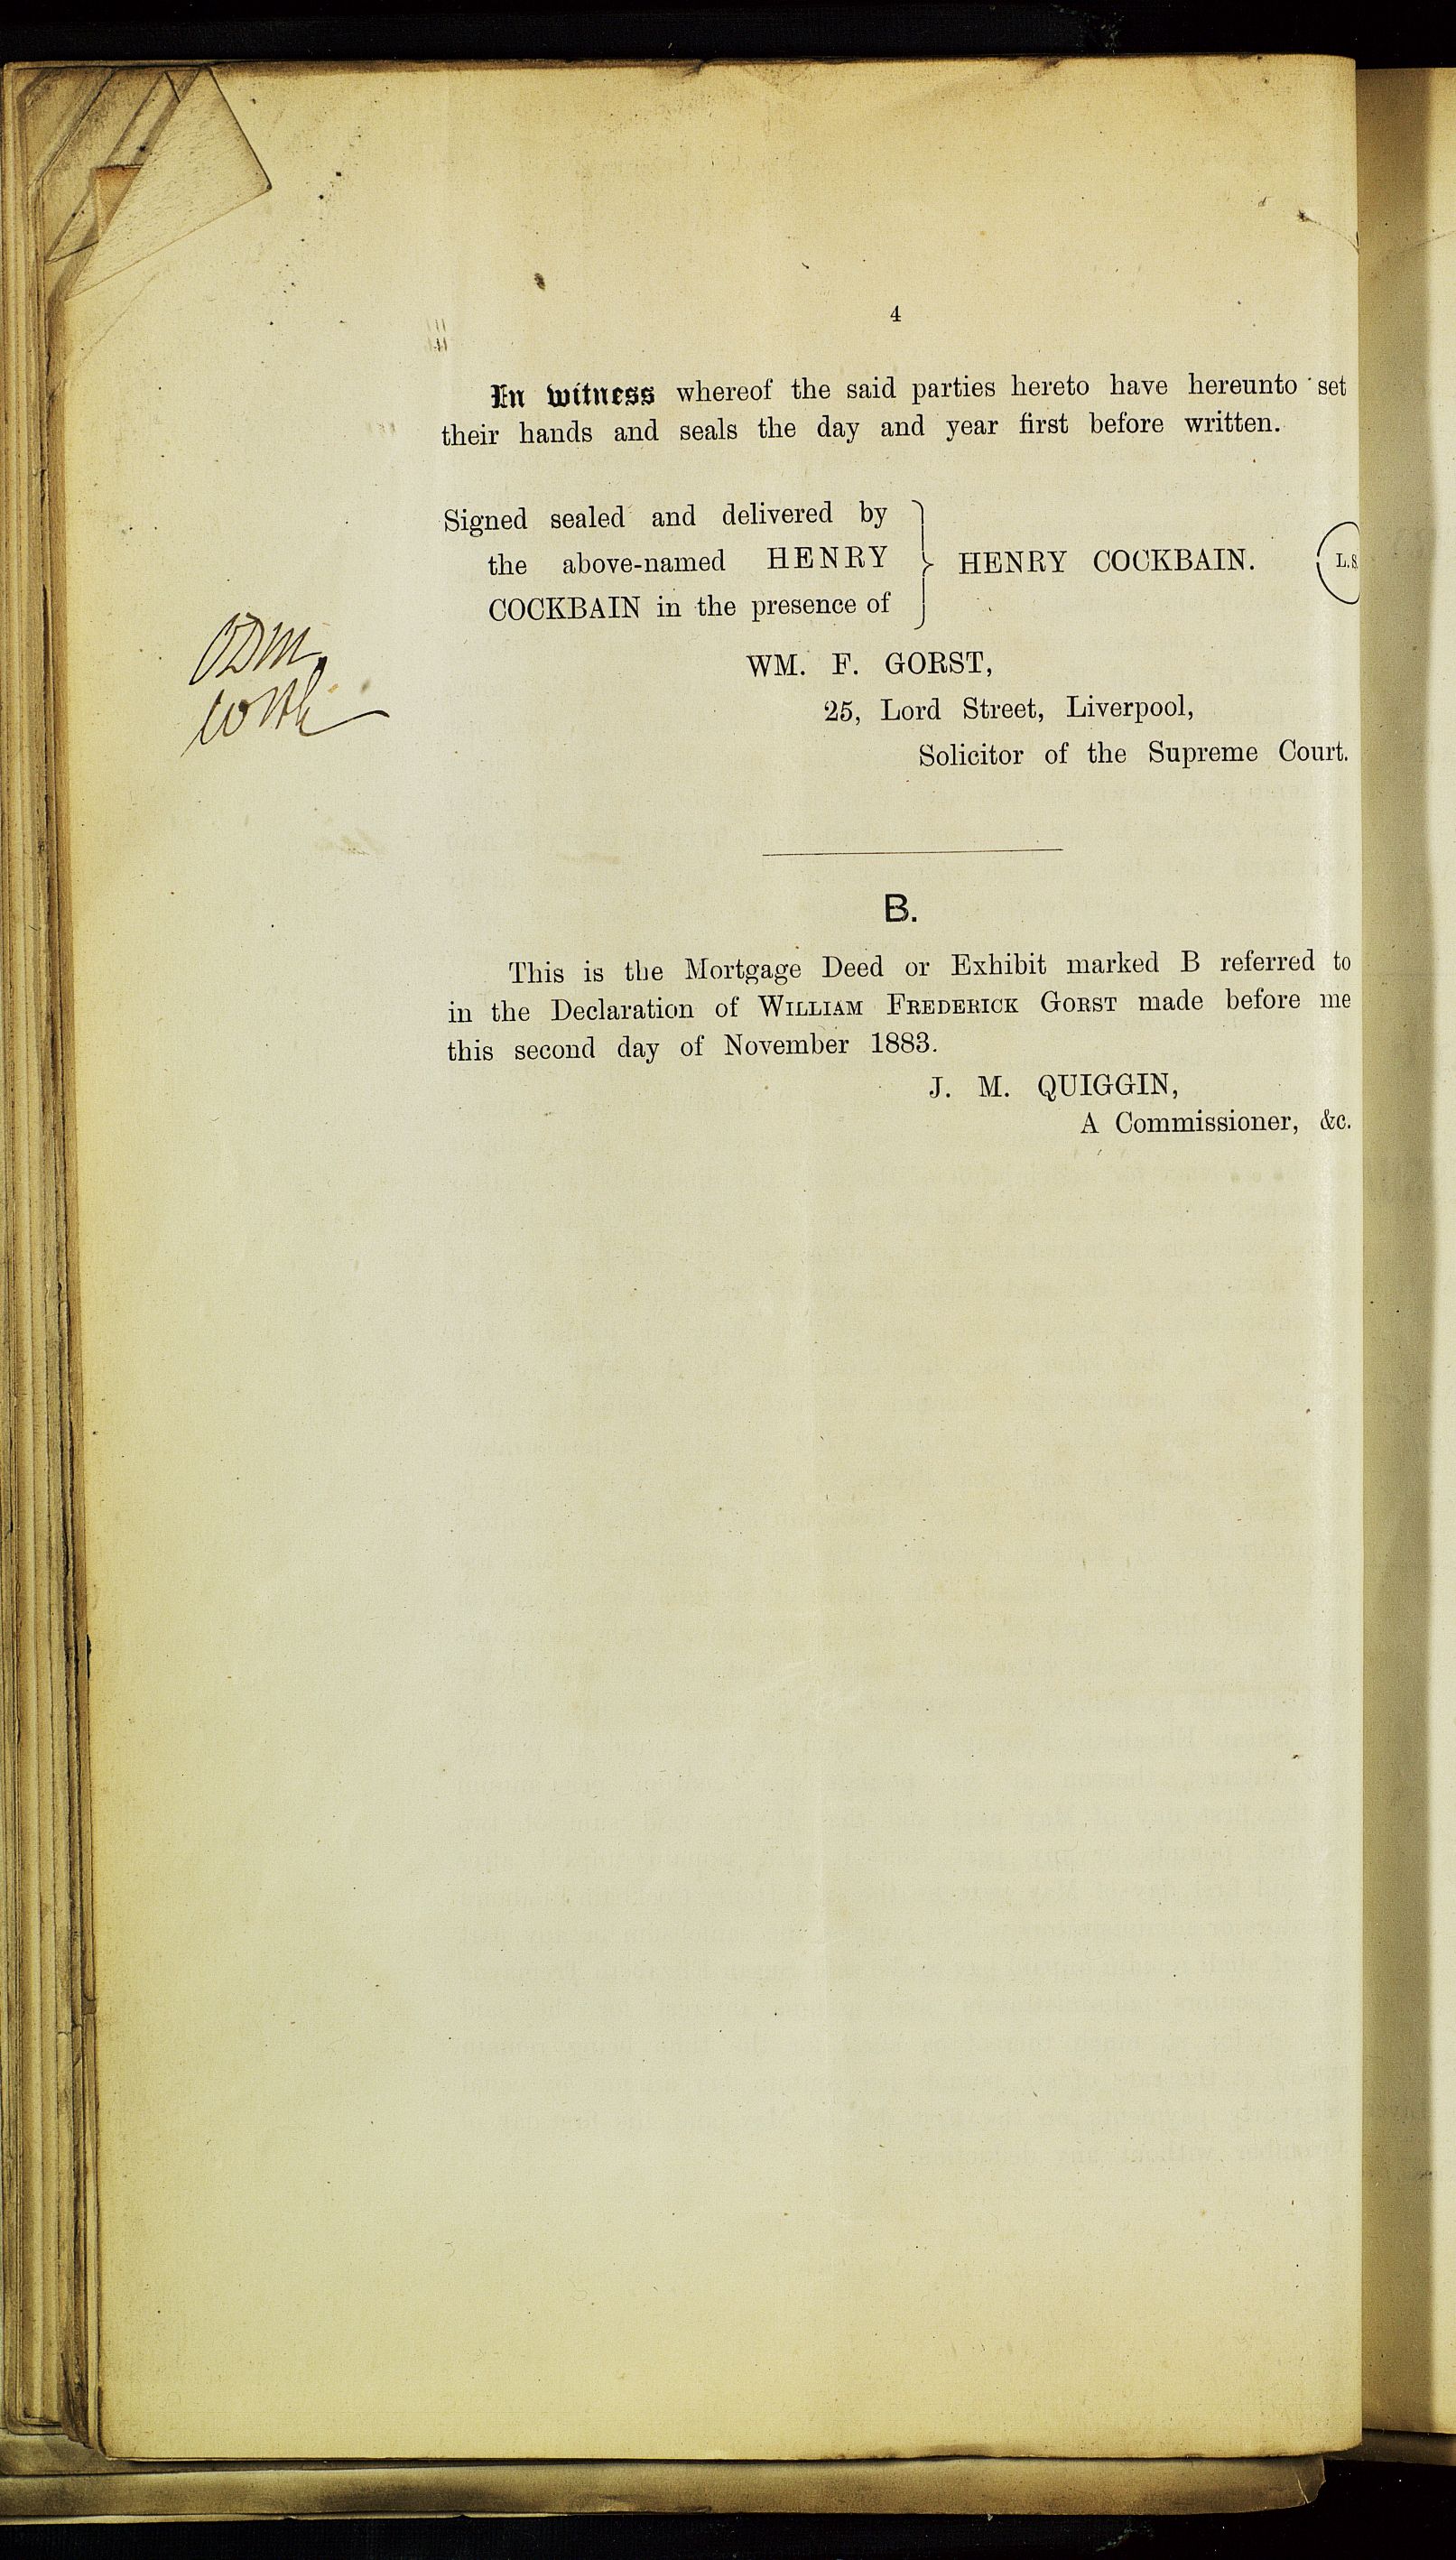 4
In witness whereof the said parties hereto have hereunto set
their hands and seals the day and year first before written.
Signed sealed and delivered by
the above-named HENRY
COCKBAIN in the presence of
HENRY COCKBAIN.
L.S.
WM. F. GORST,
25, Lord Street, Liverpool,
Solicitor of the Supreme Court.
B.
This is the Mortgage Deed or Exhibit marked B referred to
in the Declaration of WILLIAM FREDERICK GORST made before me
this second day of November 1883.
J. M. QUIGGIN,
A Commissioner, &c.